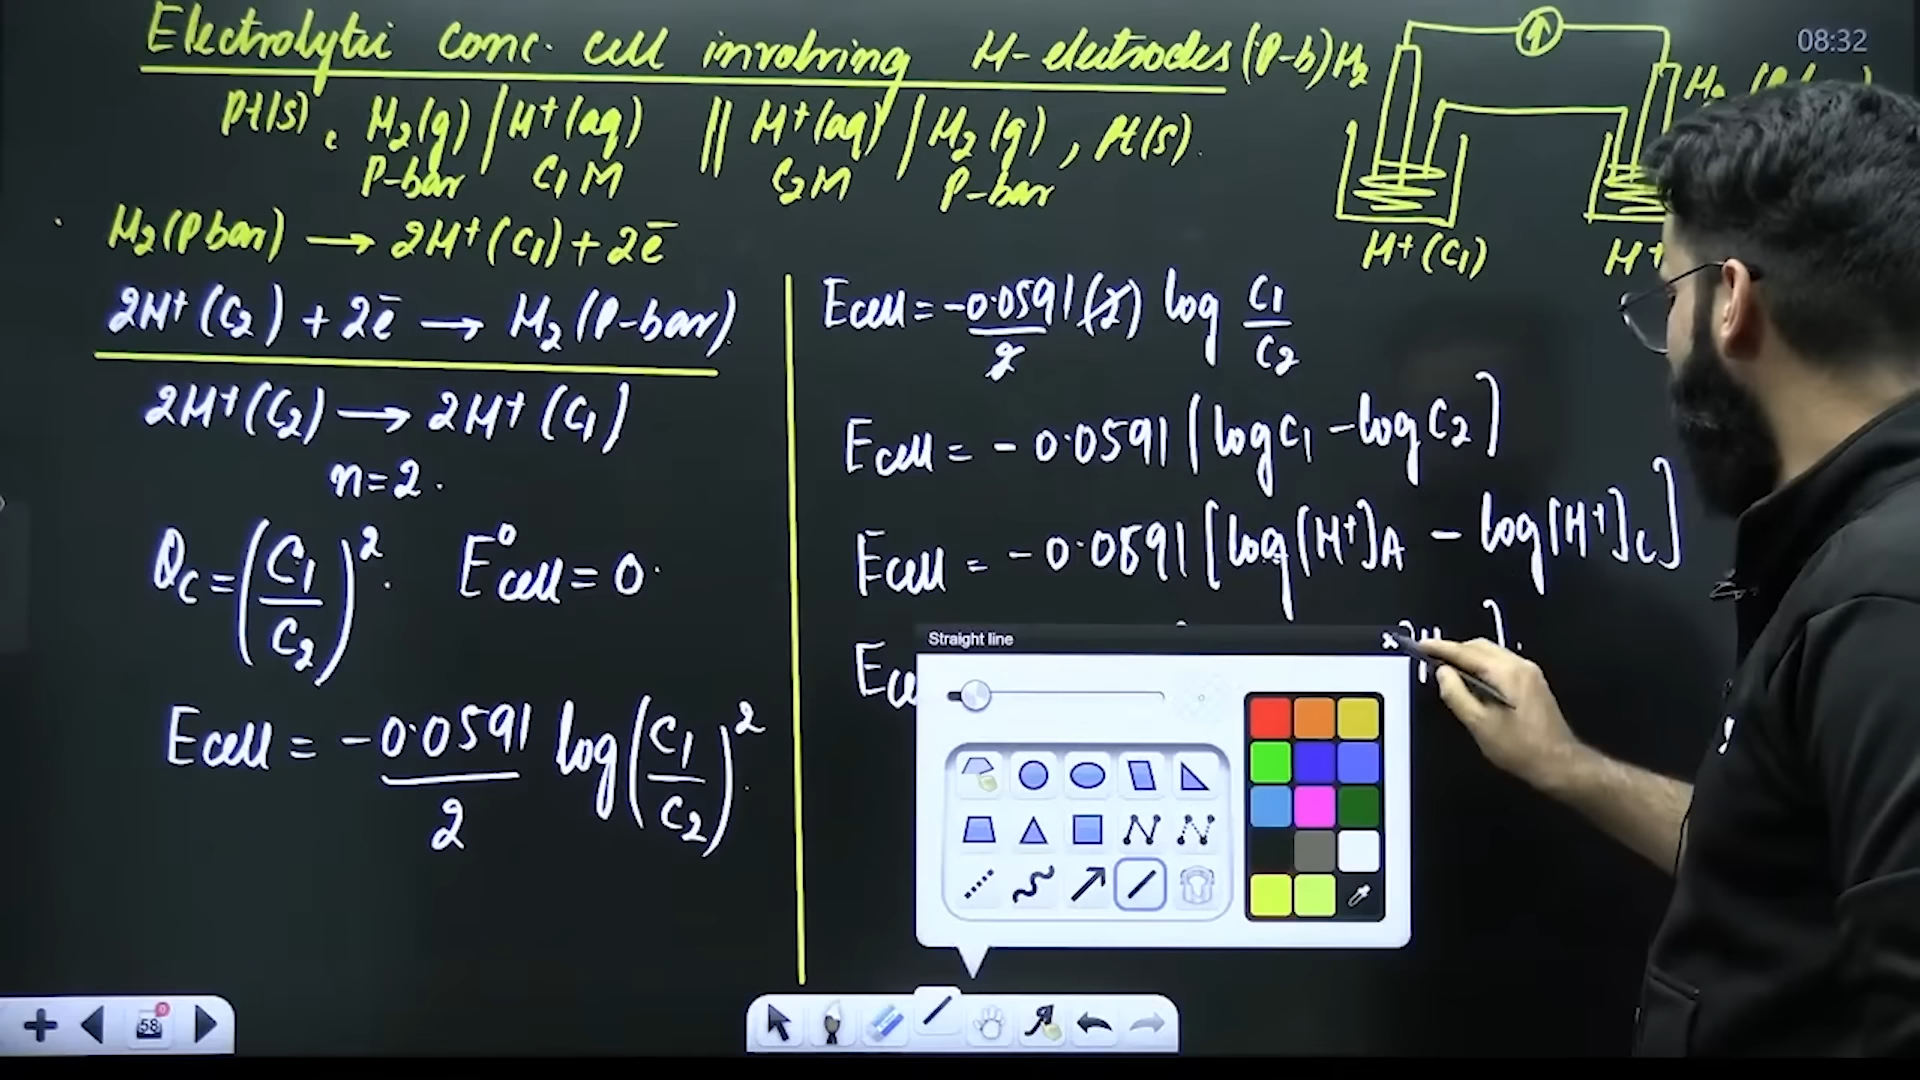 Electrolytic conc. cell involving H-electrodes
(P-b) H2
08:32
Pt(s), H2(g) | H+(aq) || H+(aq) | H2(g), Pt(s).
P-bar C1 M C2 M P-bar
H+(C1) H+
H2(P bar) → 2H+(C1) + 2ē
2H+(C2) + 2ē → H2(P-bar).
2H+(C2) → 2H+(C1)
n=2.
Qc = (C1/C2)². E°cell = 0.
Ecell = -0.0591/2 log (C1/C2)².
Ecell = -0.0591/2 (2) log C1/C2
Ecell = - 0.0591 [log C1 - log C2]
Ecell = -0.0591 [log[H+]A - log[H+]C]
Straight line
58
0